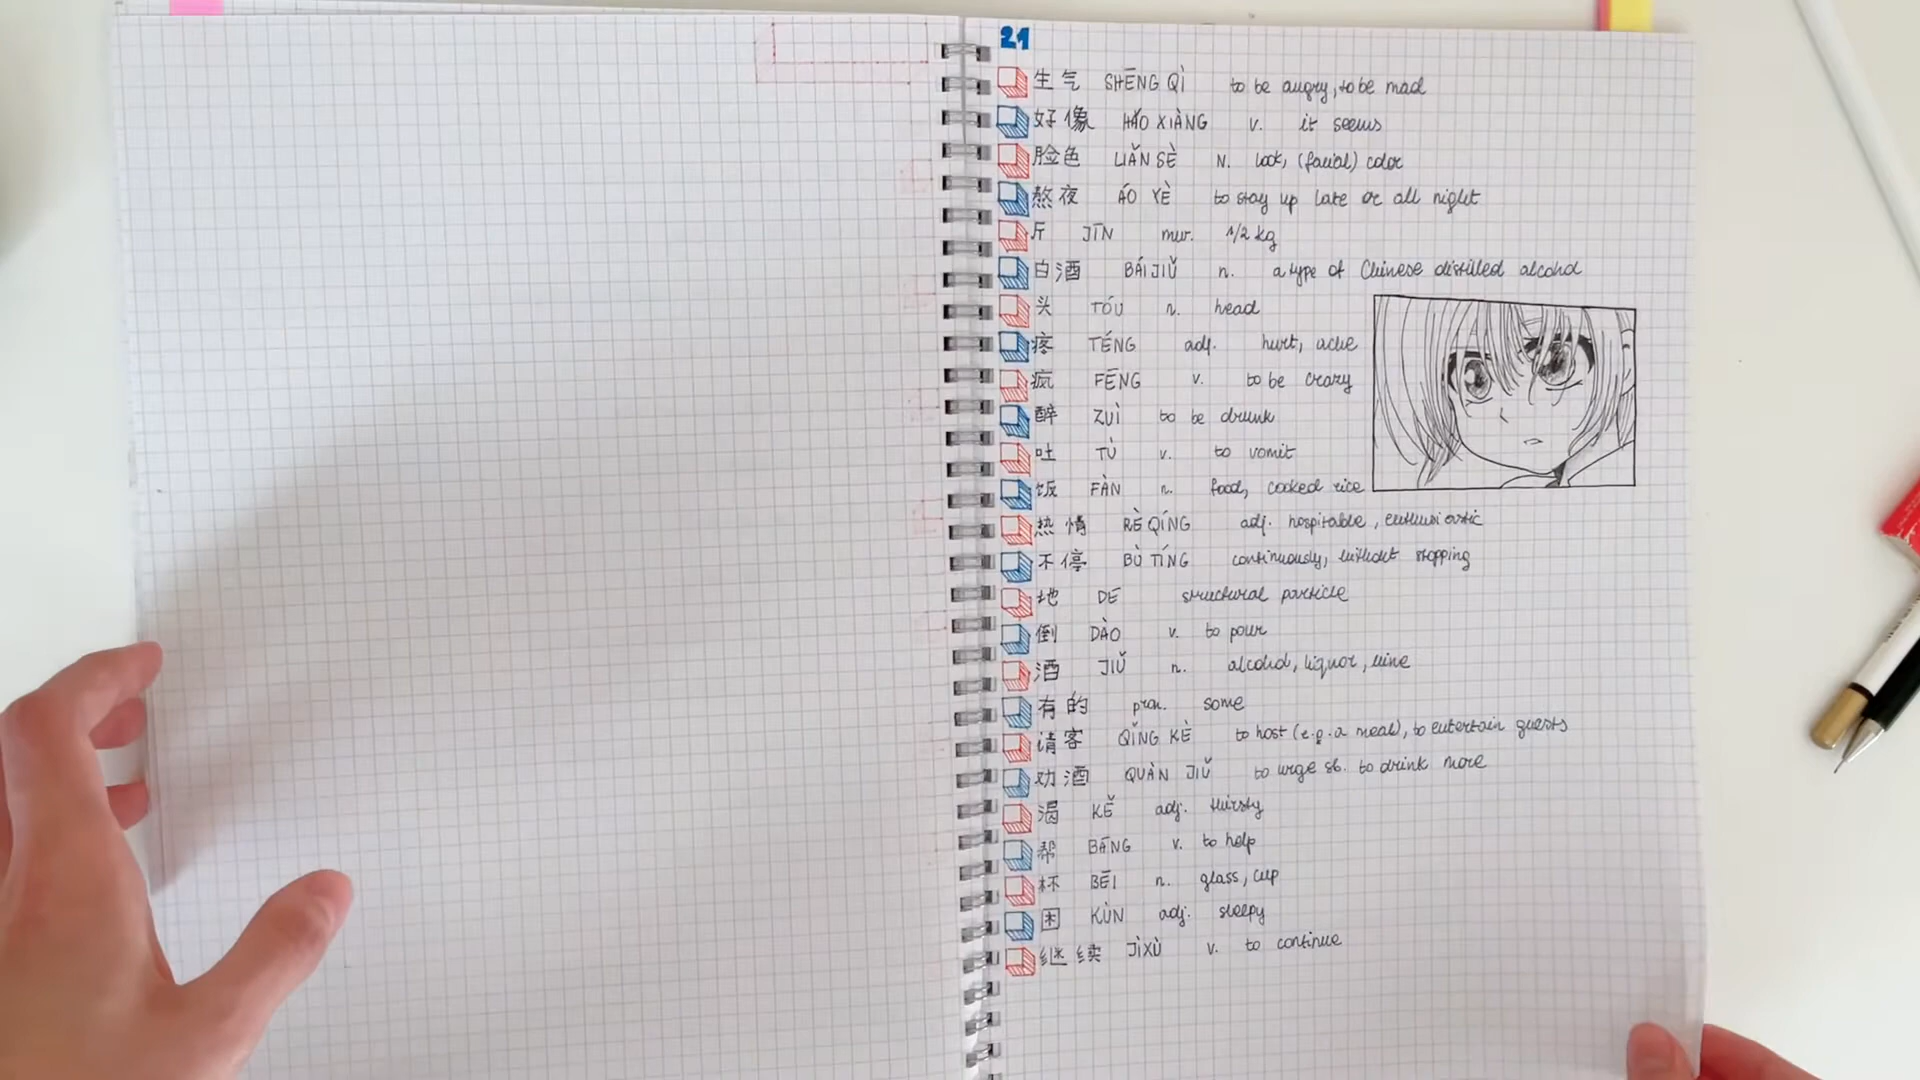 21
生气 SHĒNG QÌ to be angry, to be mad
好像 HǍO XIÀNG v. it seems
脸色 LIǍN SÈ N. look, (facial) color
熬夜 ÁO YÈ to stay up late or all night
斤 JĪN mw. 1/2 kg
白酒 BÁI JIǓ n. a type of Chinese distilled alcohol
头 TÓU n. head
疼 TÉNG adj. hurt, ache
疯 FĒNG v. to be crazy
醉 ZUÌ to be drunk
吐 TÙ v. to vomit
饭 FÀN n. food, cooked rice
热情 RÈ QÍNG adj. hospitable, enthusiastic
不停 BÙ TÍNG continuously, without stopping
地 DE structural particle
倒 DÀO v. to pour
酒 JIǓ n. alcohol, liquor, wine
有的 pron. some
请客 QǏNG KÈ to host (e.g. a meal), to entertain guests
劝酒 QUÀN JIǓ to urge sb. to drink more
渴 KĚ adj. thirsty
帮 BĀNG v. to help
杯 BĒI n. glass, cup
困 KÙN adj. sleepy
继续 JÌXÙ v. to continue